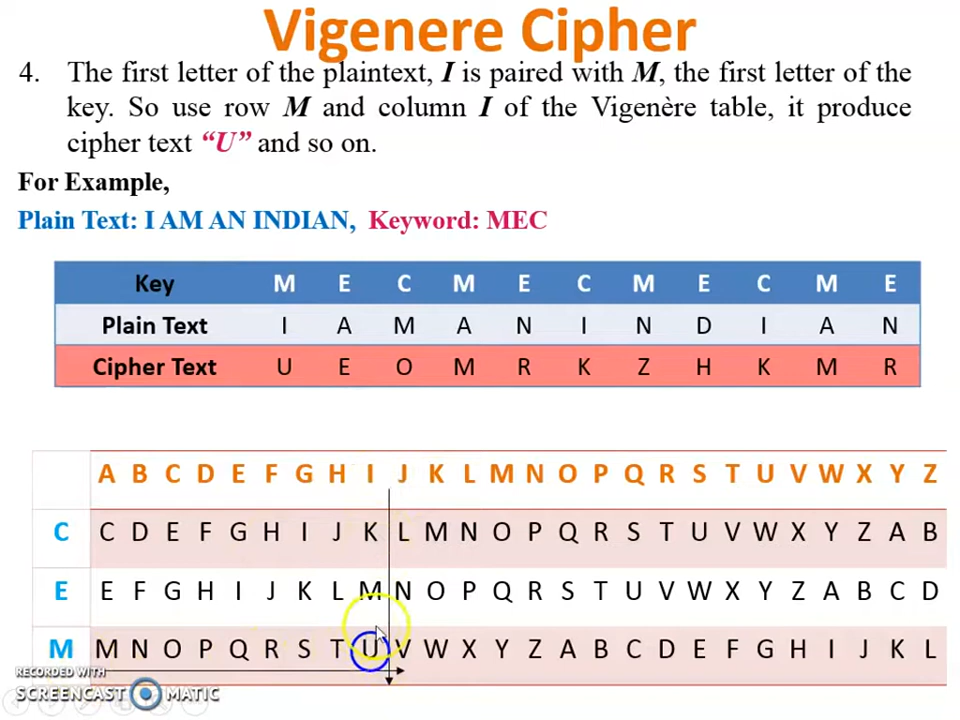 Vigenere Cipher
4. The first letter of the plaintext, I is paired with M, the first letter of the
key. So use row M and column I of the Vigenère table, it produce
cipher text “U” and so on.
For Example,
Plain Text: I AM AN INDIAN, Keyword: MEC
Key M E C M E C M E C M E
Plain Text I A M A N I N D I A N
Cipher Text U E O M R K Z H K M R
A B C D E F G H I J K L M N O P Q R S T U V W X Y Z
C C D E F G H I J K L M N O P Q R S T U V W X Y Z A B
E E F G H I J K L M N O P Q R S T U V W X Y Z A B C D
M M N O P Q R S T U V W X Y Z A B C D E F G H I J K L
RECORDED WITH
SCREENCAST MATIC